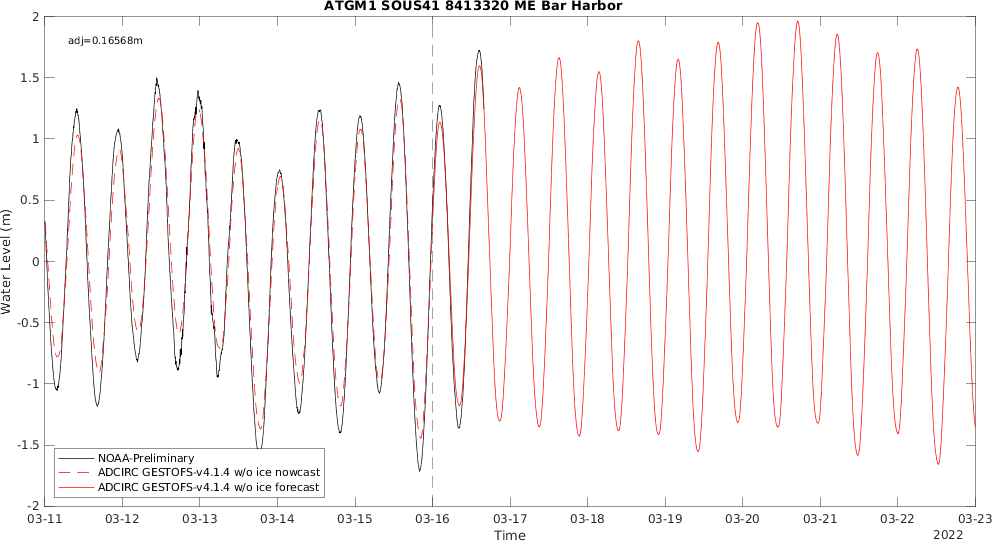 ATGM1 SOUS41 8413320 ME Bar Harbor
adj=0.16568m
Water Level (m)
2
1.5
1
0.5
0
-0.5
-1
-1.5
-2
NOAA-Preliminary
ADCIRC GESTOFS-v4.1.4 w/o ice nowcast
ADCIRC GESTOFS-v4.1.4 w/o ice forecast
03-11 03-12 03-13 03-14 03-15 03-16 03-17 03-18 03-19 03-20 03-21 03-22 03-23
Time
2022